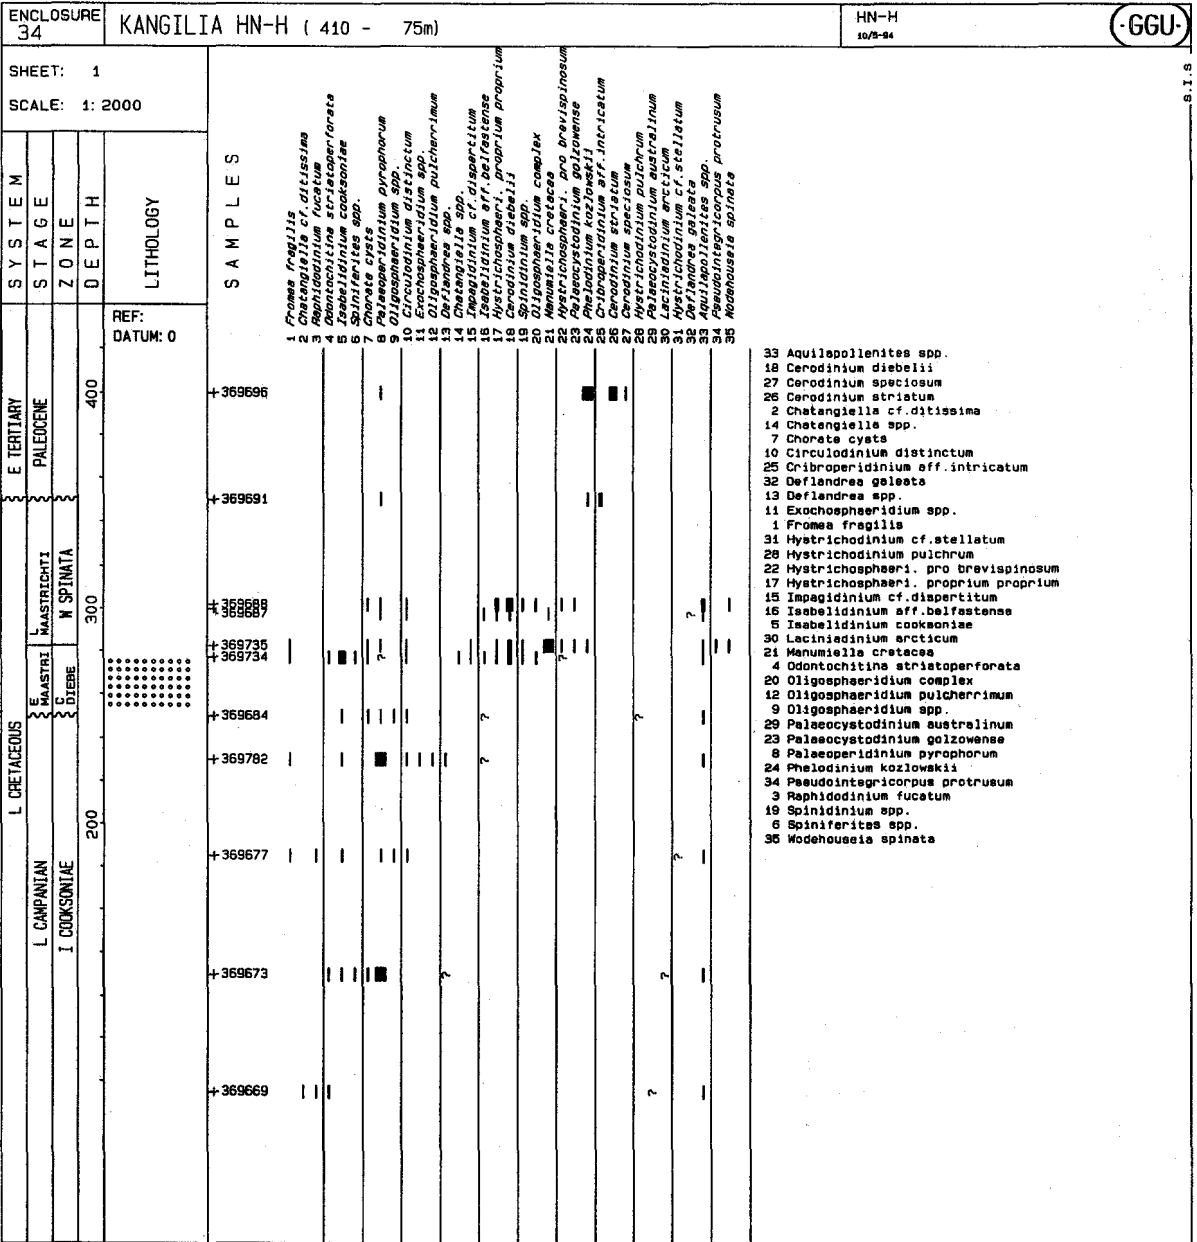 ENCLOSURE
34
KANGILIA HN-H ( 410 - 75m)
HN-H
10/5-94
·GGU·
S.I.S
SHEET: 1
SCALE: 1: 2000
SYSTEM
STAGE
ZONE
DEPTH
LITHOLOGY
SAMPLES
REF:
DATUM: 0
1 Fromea fragilis
2 Chatangiella cf.ditissima
3 Raphidodinium fucatum
4 Odontochitina striatoperforata
5 Isabelidinium cooksoniae
6 Spiniferites spp.
7 Chorate cysts
8 Palaeoperidinium pyrophorum
9 Oligosphaeridium spp.
10 Circulodinium distinctum
11 Exochosphaeridium spp.
12 Oligosphaeridium pulcherrimum
13 Deflandrea spp.
14 Chatangiella spp.
15 Impagidinium cf.dispertitum
16 Isabelidinium aff.belfastense
17 Hystrichosphaeri. proprium proprium
18 Cerodinium diebelii
19 Spinidinium spp.
20 Oligosphaeridium complex
21 Manumiella cretacea
22 Hystrichosphaeri. pro brevispinosum
23 Palaeocystodinium golzowense
24 Phelodinium kozlowskii
25 Cribroperidinium aff.intricatum
26 Cerodinium striatum
27 Cerodinium speciosum
28 Hystrichodinium pulchrum
29 Palaeocystodinium australinum
30 Laciniadinium arcticum
31 Hystrichodinium cf.stellatum
32 Deflandrea galeata
33 Aquilapollenites spp.
34 Pseudointegricorpus protrusum
35 Wodehouseia spinata
E TERTIARY
PALEOCENE
L CRETACEOUS
L
MAASTRICHTI
W SPINATA
E
MAASTRI
C
DIEBE
L CAMPANIAN
I COOKSONIAE
400
300
200
+369696
+369691
+369688
+369687
?
+369735
+369734
?
?
+369684
?
?
+369782
?
+369677
?
+369673
?
?
+369669
?
33 Aquilapollenites spp.
18 Cerodinium diebelii
27 Cerodinium speciosum
26 Cerodinium striatum
2 Chatangiella cf.ditissima
14 Chatangiella spp.
7 Chorate cysts
10 Circulodinium distinctum
25 Cribroperidinium aff.intricatum
32 Deflandrea galeata
13 Deflandrea spp.
11 Exochosphaeridium spp.
1 Fromea fragilis
31 Hystrichodinium cf.stellatum
28 Hystrichodinium pulchrum
22 Hystrichosphaeri. pro brevispinosum
17 Hystrichosphaeri. proprium proprium
15 Impagidinium cf.dispertitum
16 Isabelidinium aff.belfastense
5 Isabelidinium cooksoniae
30 Laciniadinium arcticum
21 Manumiella cretacea
4 Odontochitina striatoperforata
20 Oligosphaeridium complex
12 Oligosphaeridium pulcherrimum
9 Oligosphaeridium spp.
29 Palaeocystodinium australinum
23 Palaeocystodinium golzowense
8 Palaeoperidinium pyrophorum
24 Phelodinium kozlowskii
34 Pseudointegricorpus protrusum
3 Raphidodinium fucatum
19 Spinidinium spp.
6 Spiniferites spp.
35 Wodehouseia spinata